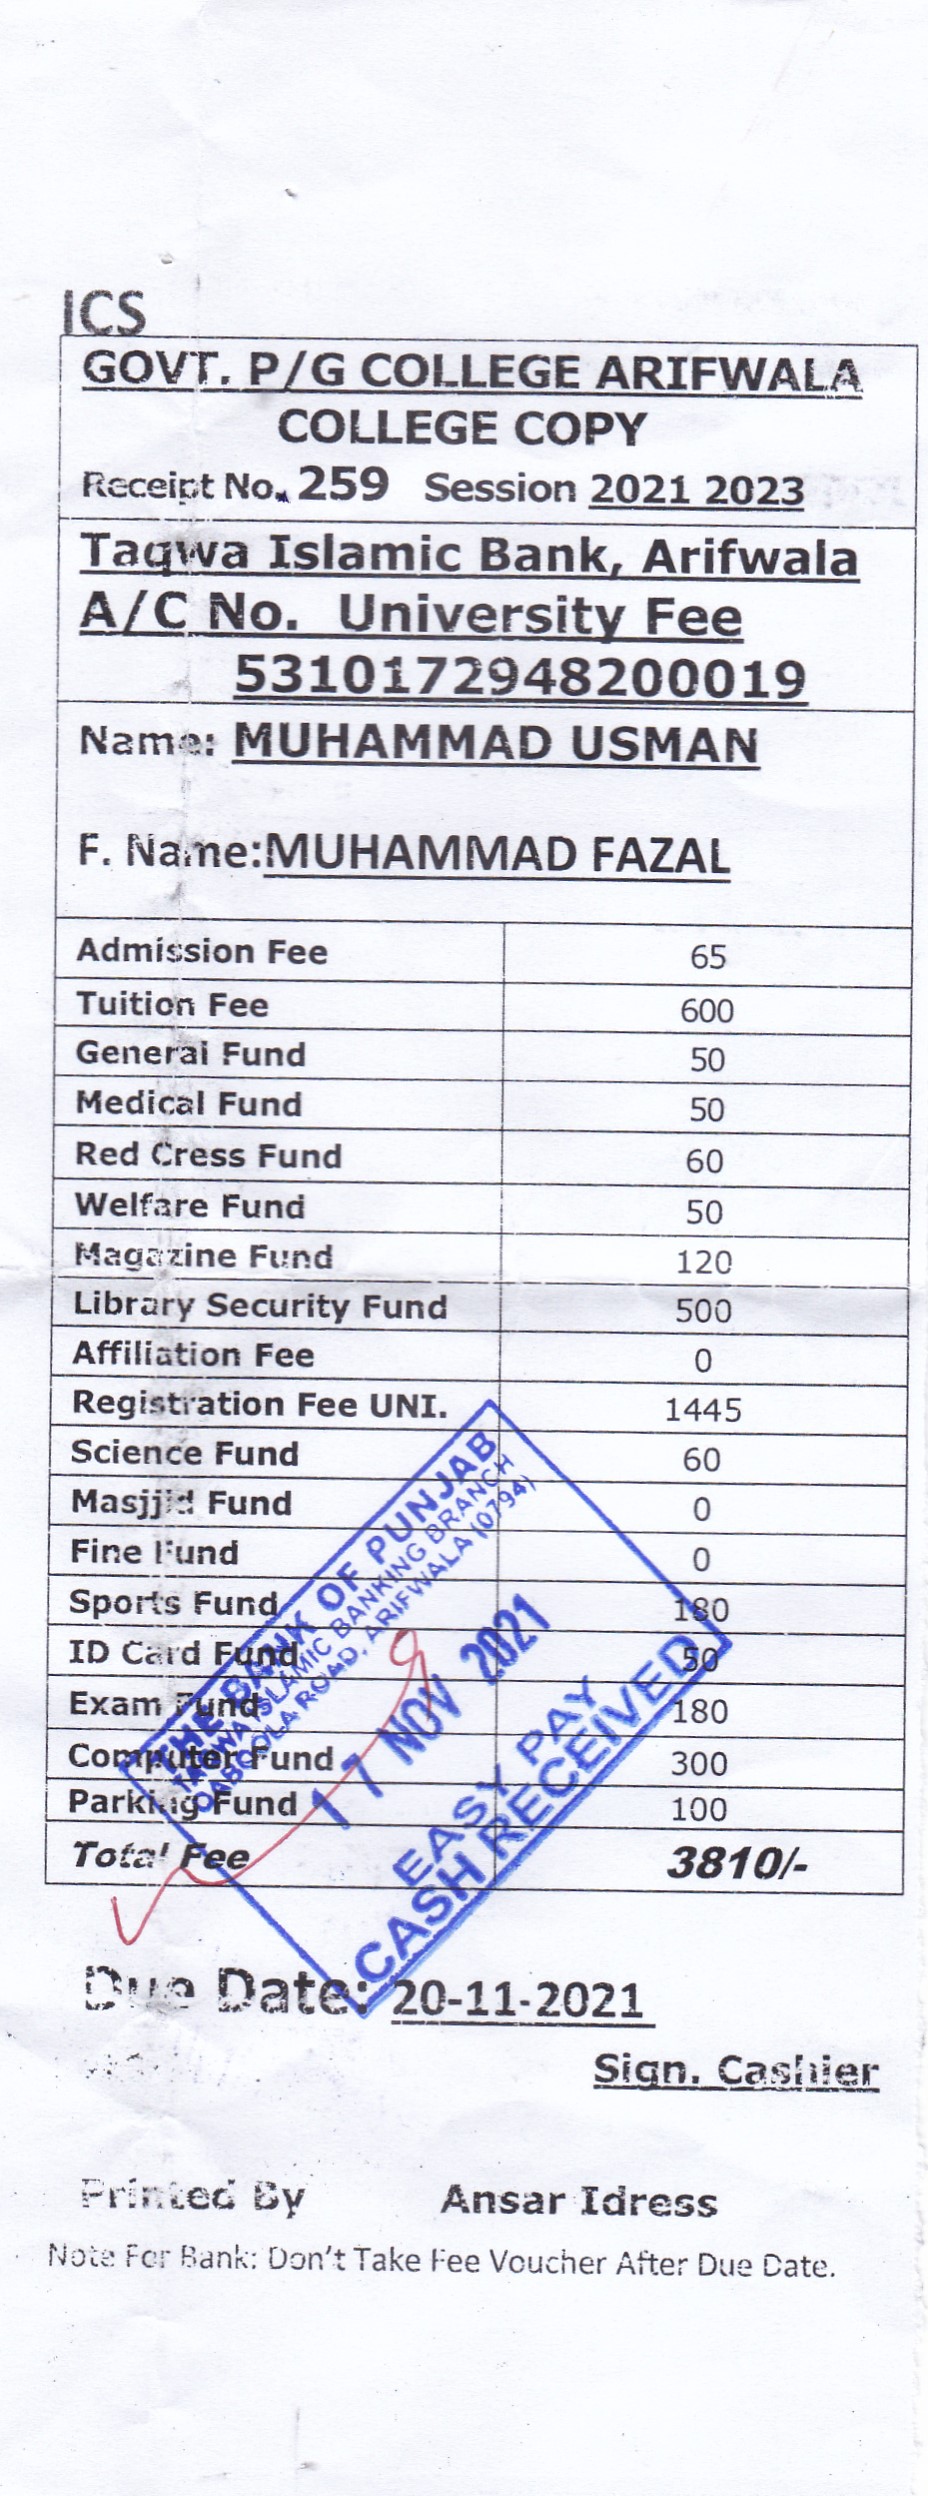 ICS
GOVT. P/G COLLEGE ARIFWALA
COLLEGE COPY
Receipt No. 259 Session 2021 2023
Taqwa Islamic Bank, Arifwala
A/C No. University Fee
5310172948200019
Name: MUHAMMAD USMAN
F. Name:MUHAMMAD FAZAL
Admission Fee 65
Tuition Fee 600
General Fund 50
Medical Fund 50
Red Cress Fund 60
Welfare Fund 50
Magazine Fund 120
Library Security Fund 500
Affiliation Fee 0
Registration Fee UNI. 1445
Science Fund 60
Masjjid Fund 0
Fine Fund 0
Sports Fund 180
ID Card Fund 50
Exam Fund 180
Computer Fund 300
Parking Fund 100
Total Fee 3810/-
THE BANK OF PUNJAB
TAQWA ISLAMIC BANKING BRANCH
QABOOLA ROAD, ARIFWALA (0794)
17 NOV 2021
EASY PAY
CASH RECEIVED
Due Date: 20-11-2021
Sign. Cashier
Printed By Ansar Idress
Note For Bank: Don't Take Fee Voucher After Due Date.